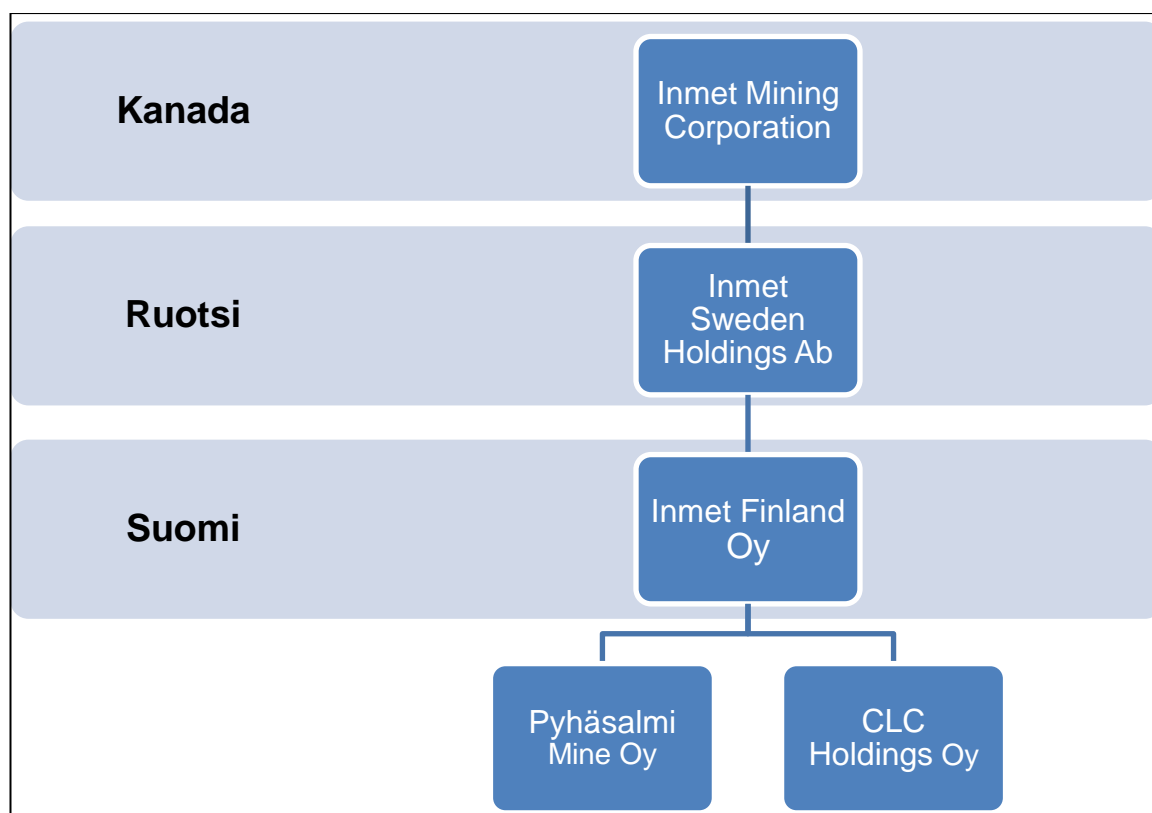 Kanada
Inmet Mining
Corporation
Ruotsi
Inmet
Sweden
Holdings Ab
Suomi
Inmet Finland
Oy
Pyhäsalmi
Mine Oy
CLC
Holdings Oy